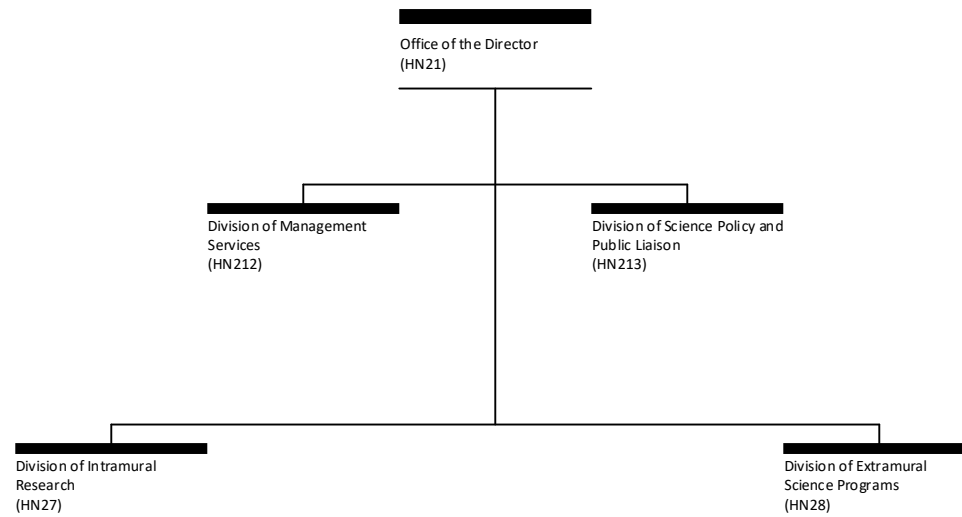 Office of the Director
(HN21)
Division of Management
Services
(HN212)
Division of Science Policy and
Public Liaison
(HN213)
Division of Intramural
Research
(HN27)
Division of Extramural
Science Programs
(HN28)